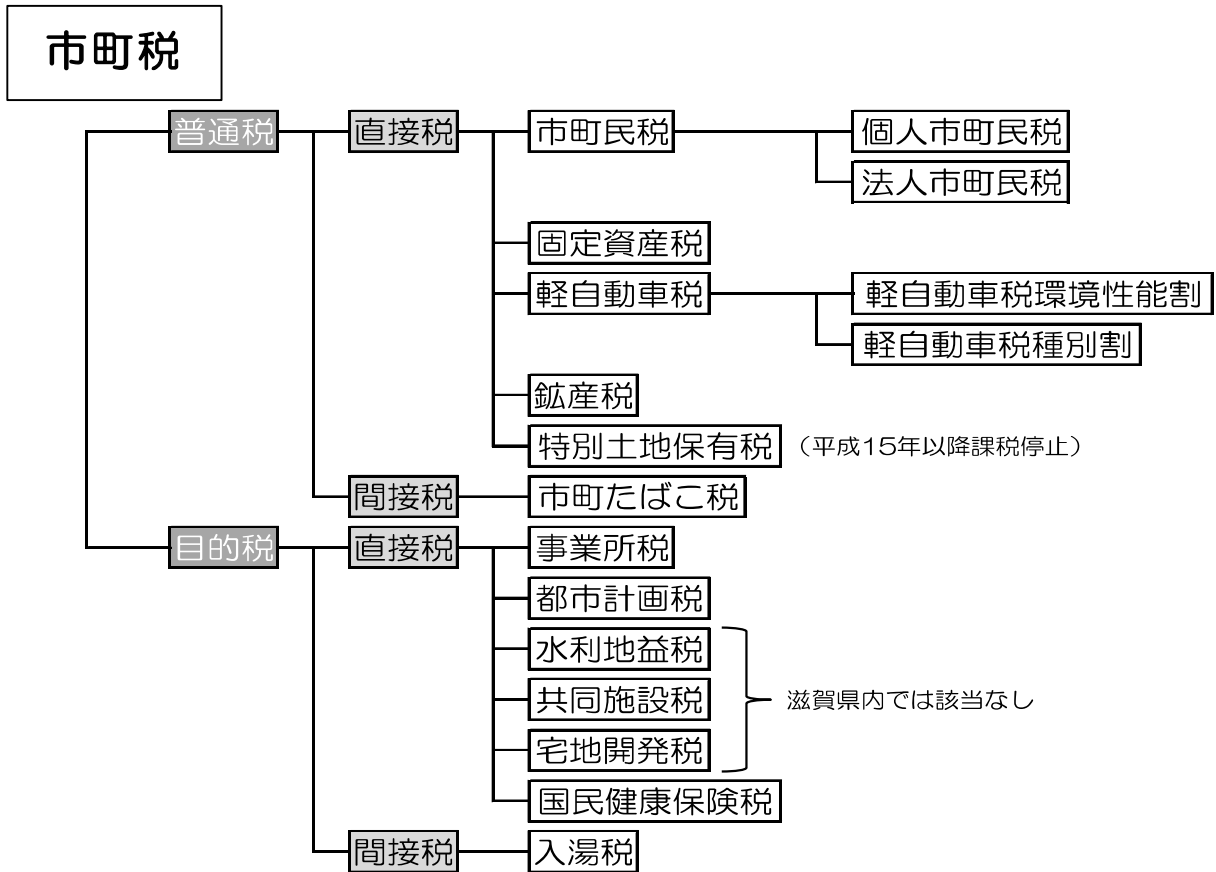 市町税
普通税
直接税
市町民税
個人市町民税
法人市町民税
固定資産税
軽自動車税
軽自動車税環境性能割
軽自動車税種別割
鉱産税
特別土地保有税
（平成15年以降課税停止）
間接税
市町たばこ税
目的税
直接税
事業所税
都市計画税
水利地益税
共同施設税
滋賀県内では該当なし
宅地開発税
国民健康保険税
間接税
入湯税